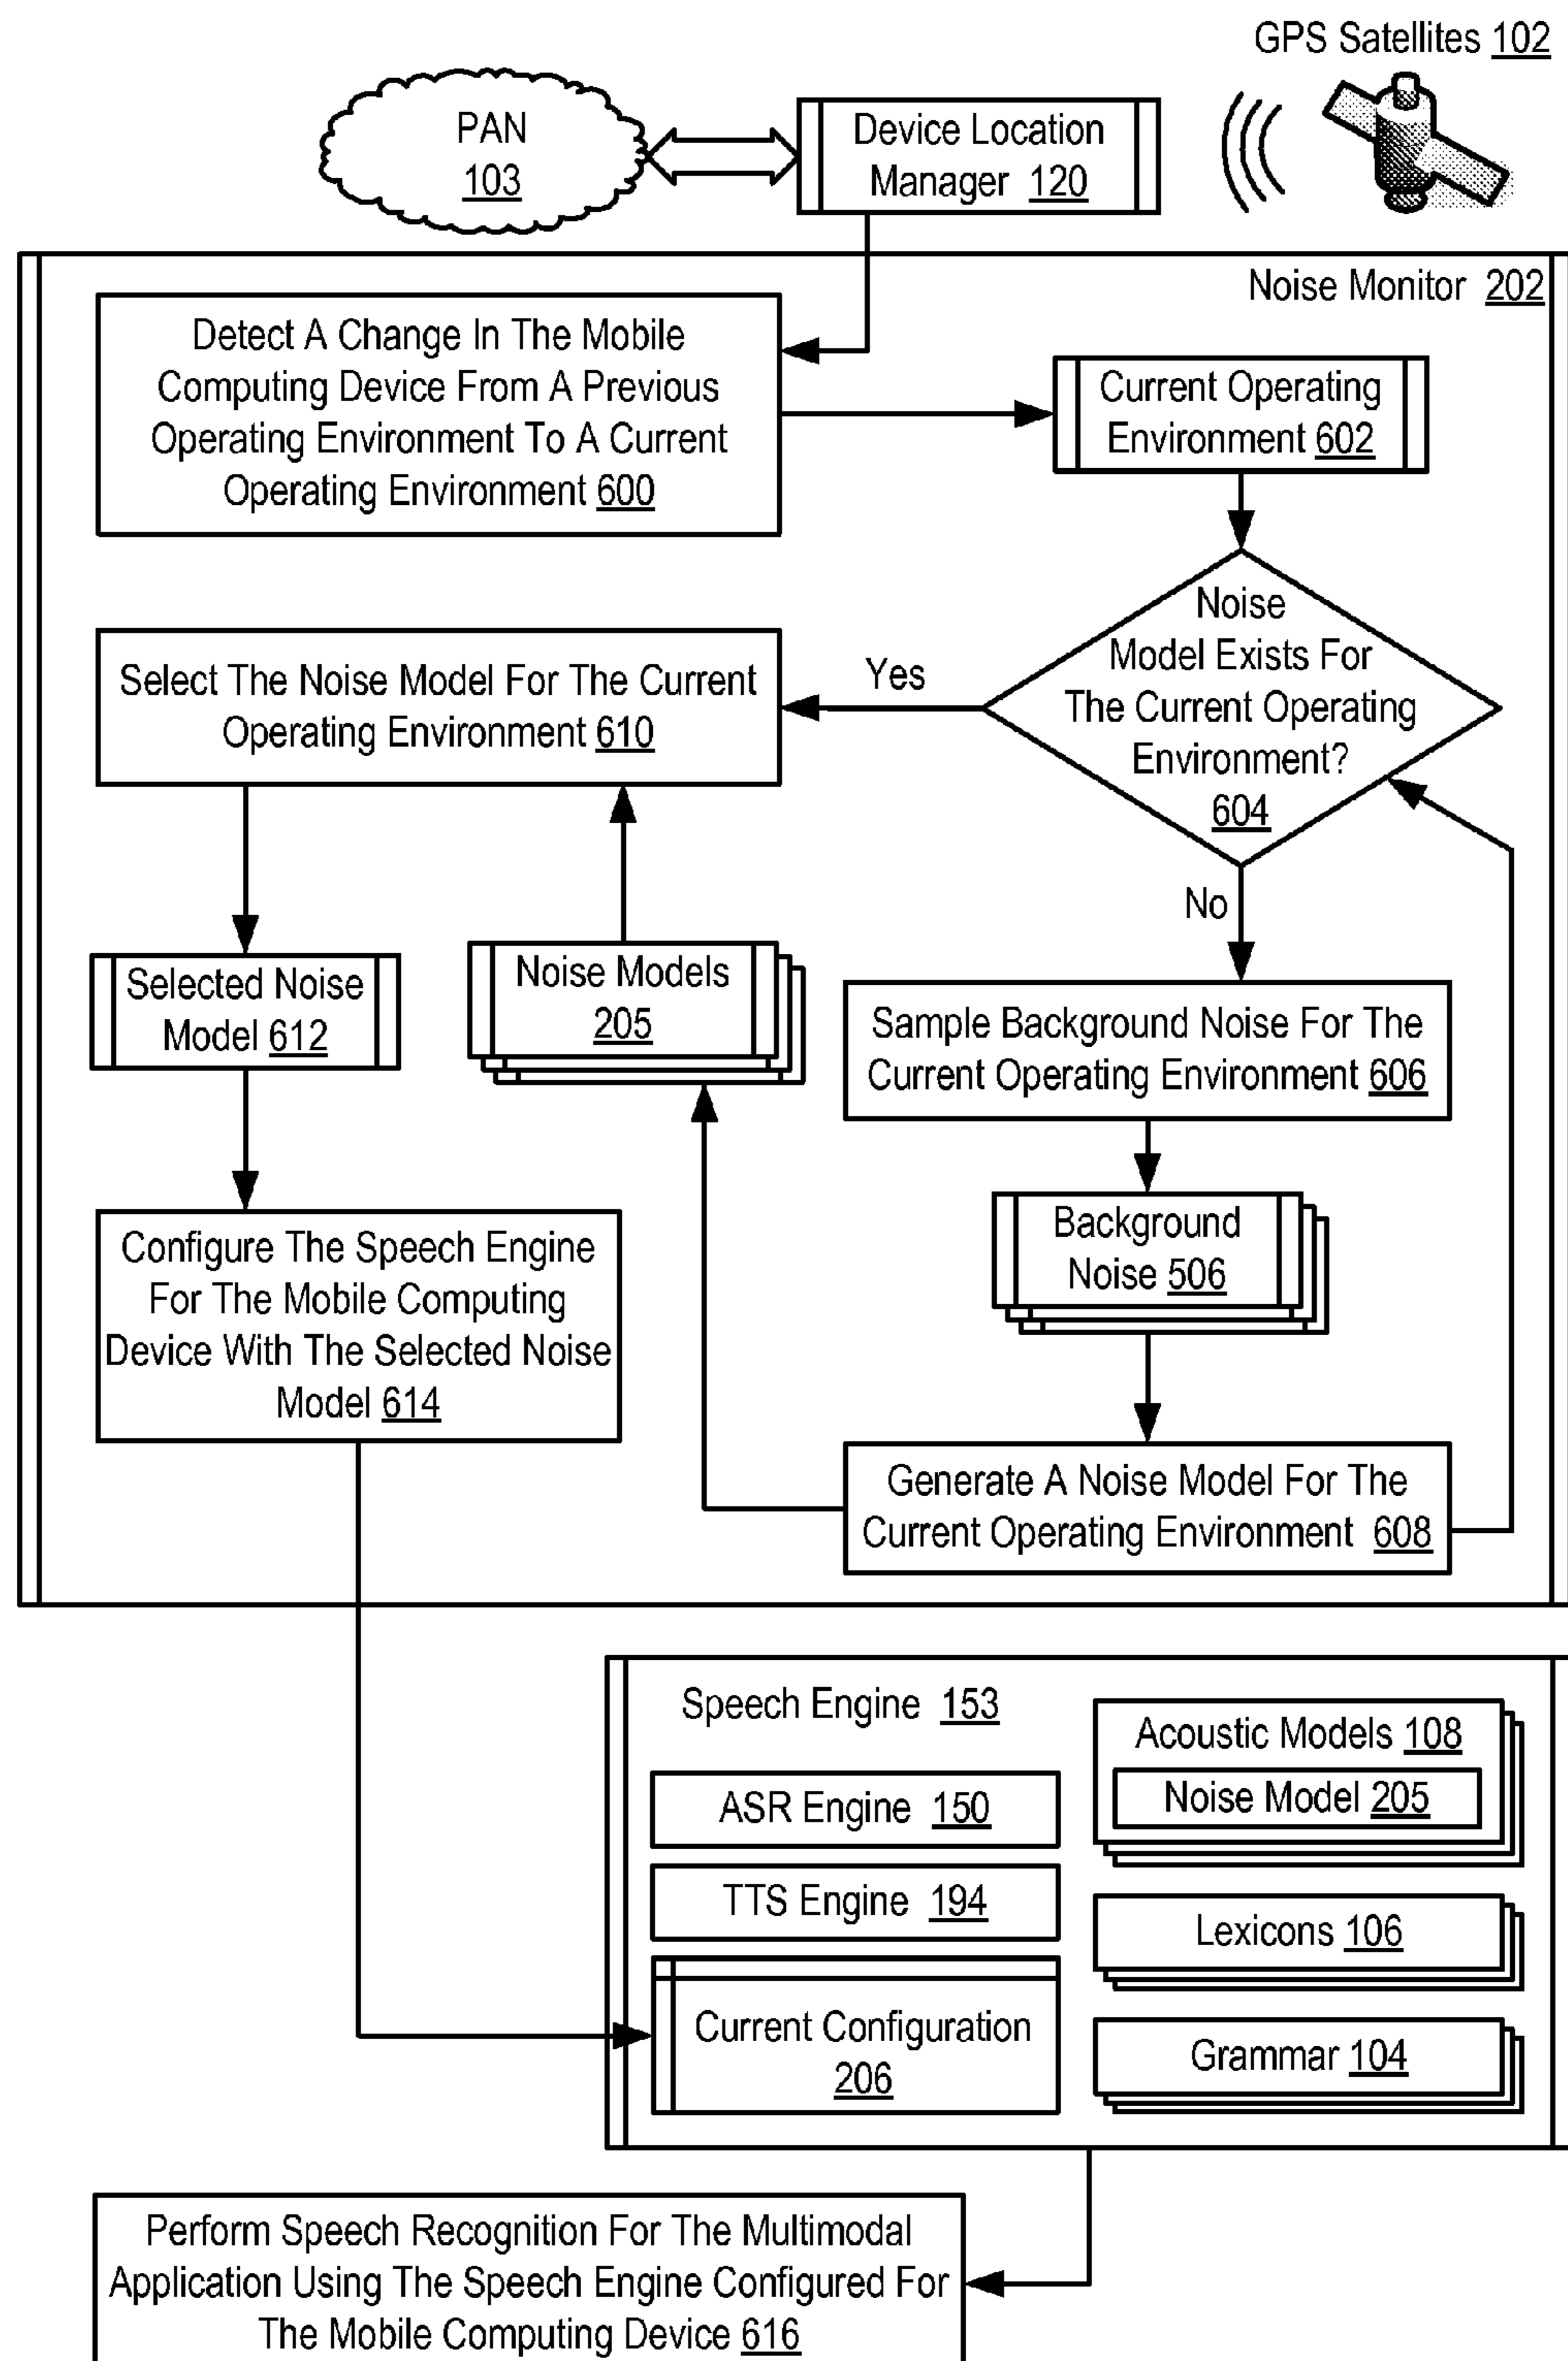 GPS Satellites 102
PAN
103
Device Location
Manager 120
Noise Monitor 202
Detect A Change In The Mobile
Computing Device From A Previous
Operating Environment To A Current
Operating Environment 600
Current Operating
Environment 602
Noise
Model Exists For
The Current Operating
Environment?
604
Yes
No
Select The Noise Model For The Current
Operating Environment 610
Selected Noise
Model 612
Noise Models
205
Sample Background Noise For The
Current Operating Environment 606
Background
Noise 506
Configure The Speech Engine
For The Mobile Computing
Device With The Selected Noise
Model 614
Generate A Noise Model For The
Current Operating Environment 608
Speech Engine 153
ASR Engine 150
TTS Engine 194
Current Configuration
206
Acoustic Models 108
Noise Model 205
Lexicons 106
Grammar 104
Perform Speech Recognition For The Multimodal
Application Using The Speech Engine Configured For
The Mobile Computing Device 616